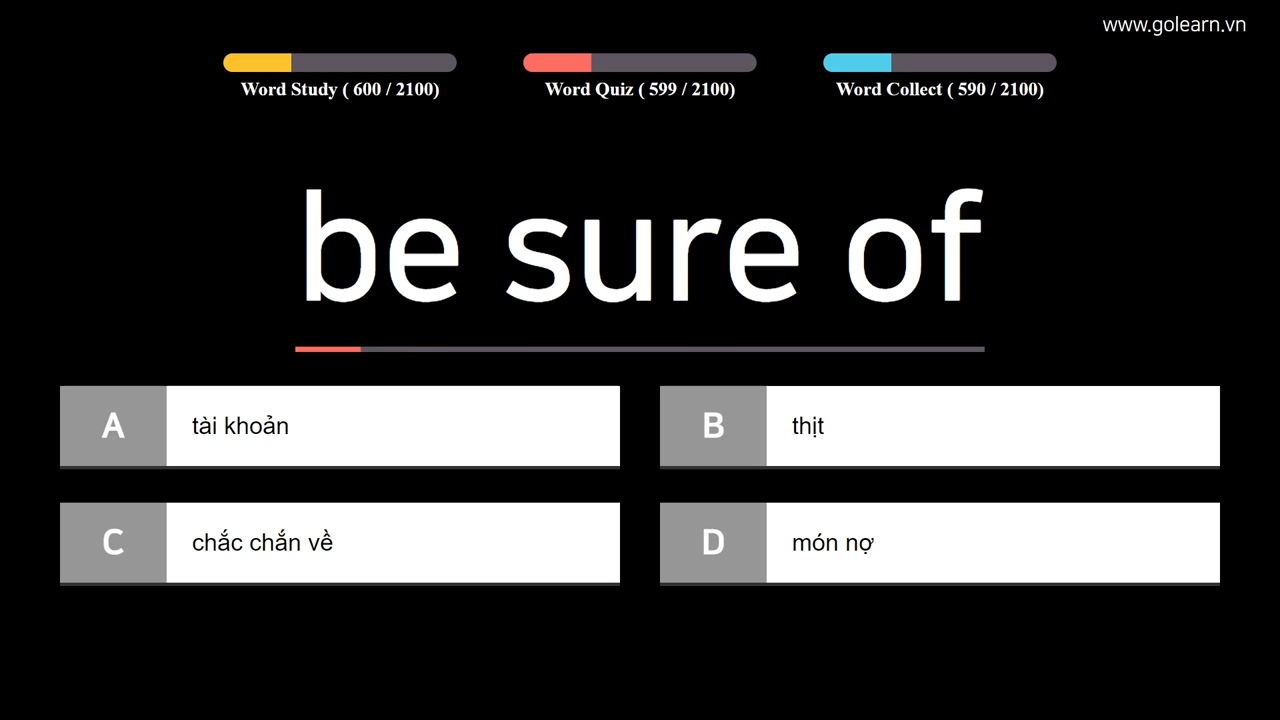 www.golearn.vn
Word Study ( 600 / 2100)
Word Quiz ( 599 / 2100)
Word Collect ( 590 / 2100)
be sure of
A tài khoản
B thịt
C chắc chắn về
D món nợ